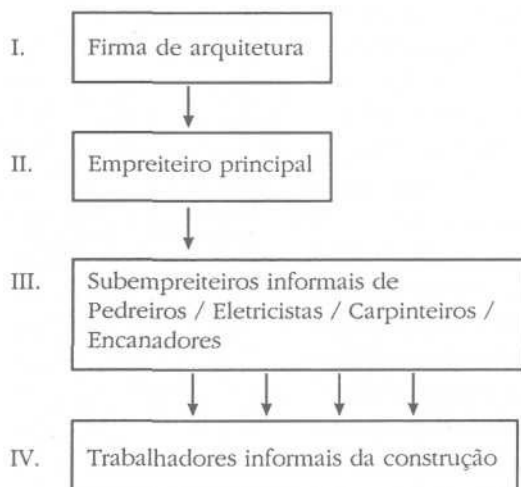 I. Firma de arquitetura
II. Empreiteiro principal
III. Subempreiteiros informais de
Pedreiros / Eletricistas / Carpinteiros /
Encanadores
IV. Trabalhadores informais da construção